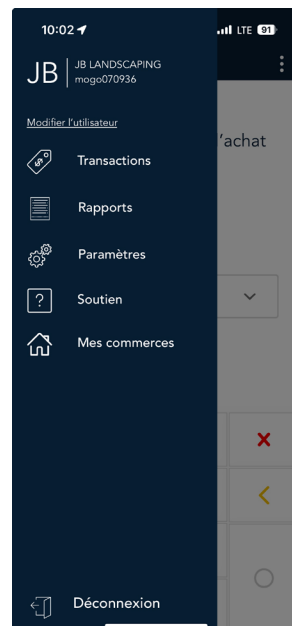 10:02
LTE 91
JB
JB LANDSCAPING
mogo070936
Modifier l'utilisateur
'achat
Transactions
Rapports
Paramètres
? Soutien
Mes commerces
Déconnexion